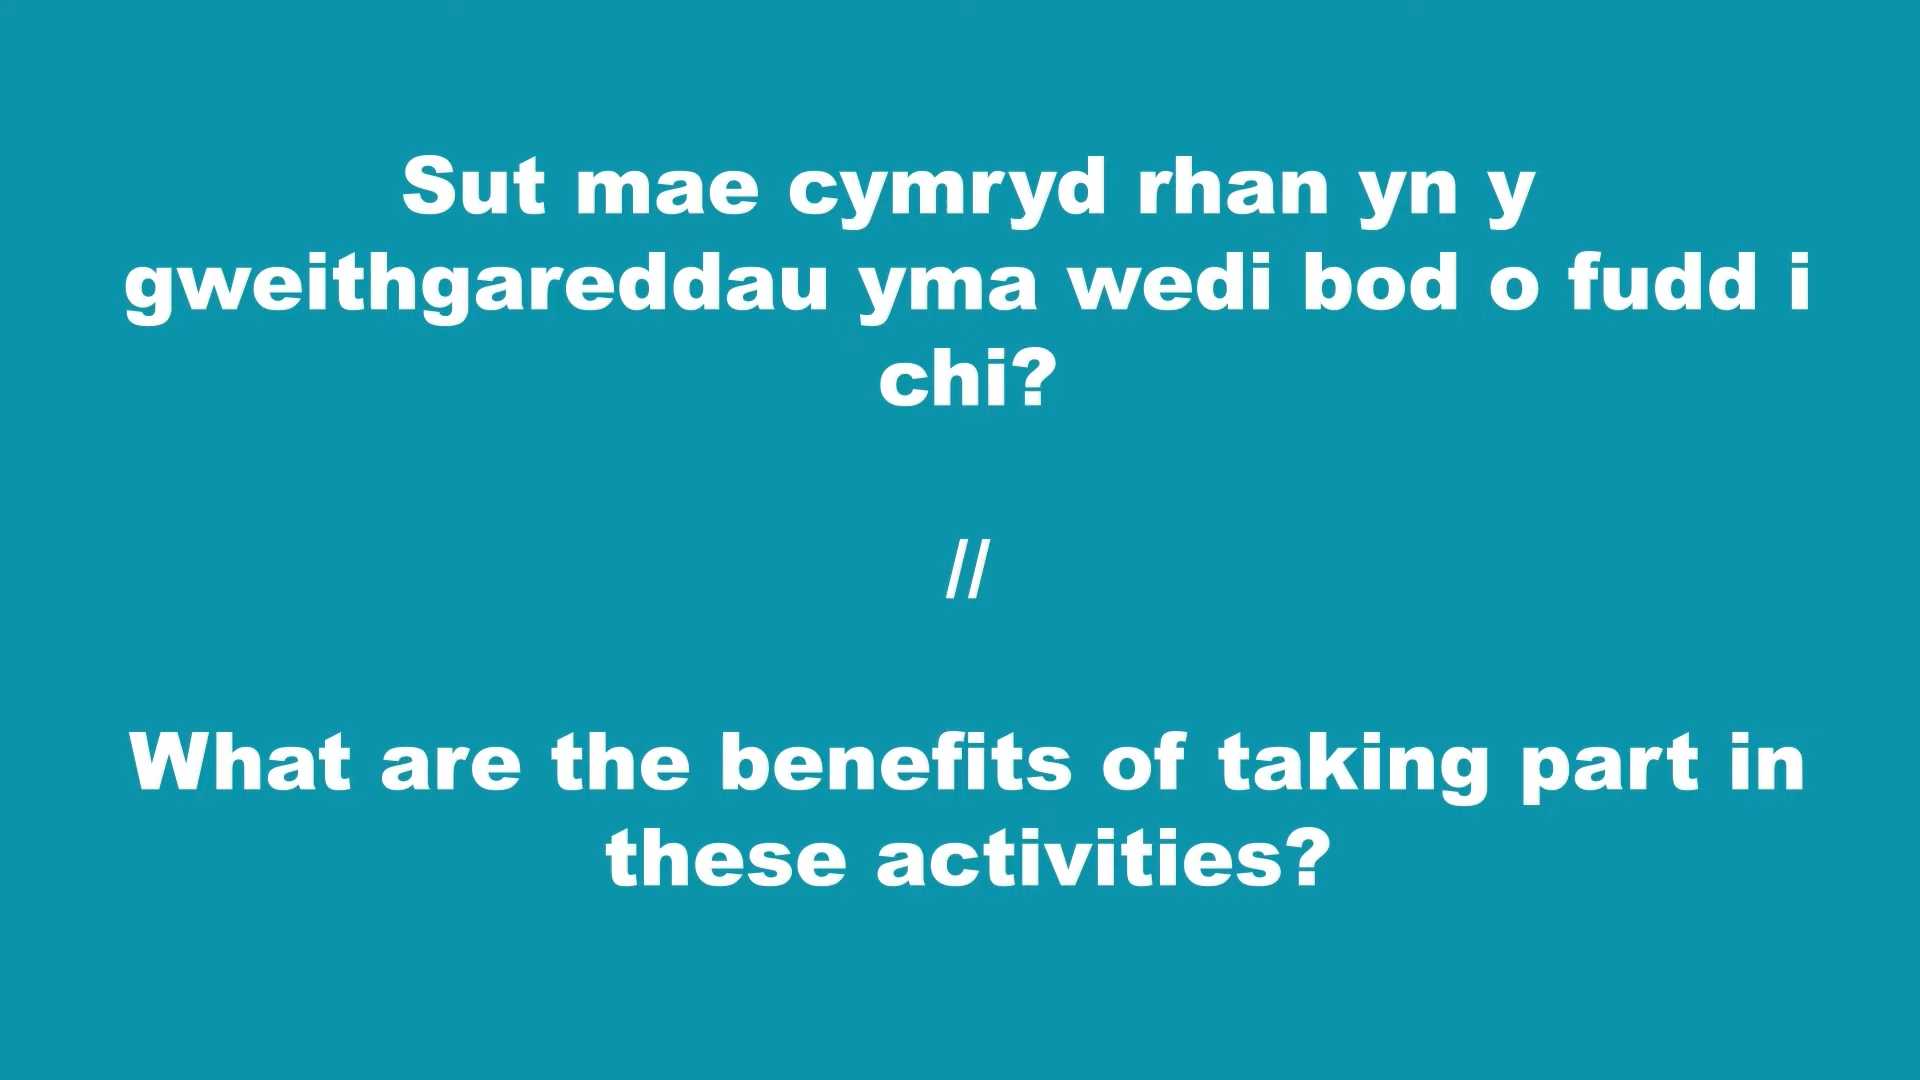 Sut mae cymryd rhan yn y
gweithgareddau yma wedi bod o fudd i
chi?
//
What are the benefits of taking part in
these activities?